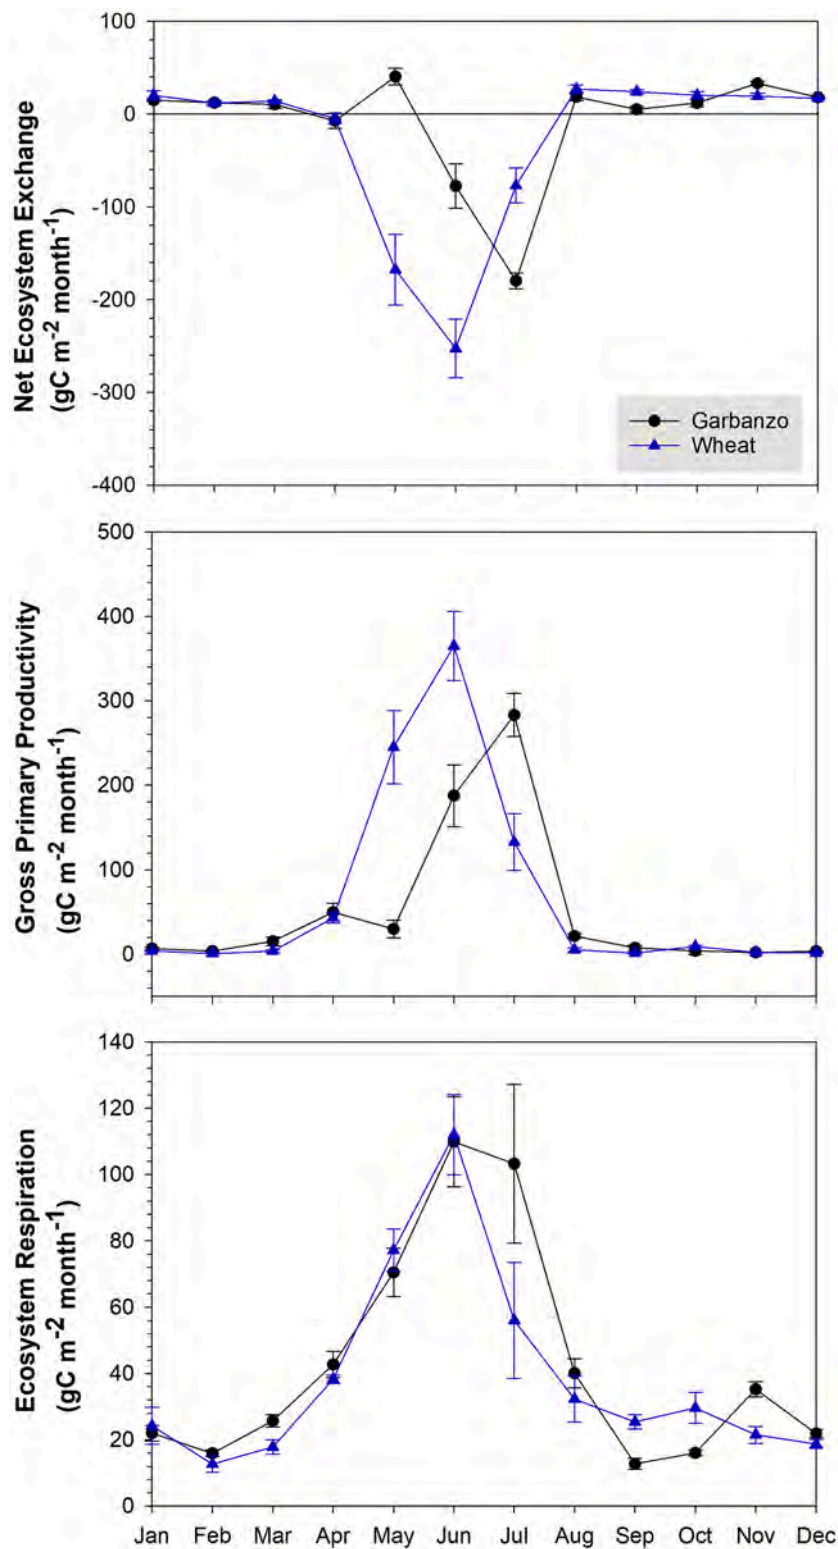 100
0
-100
-200
-300
-400
Net Ecosystem Exchange
(gC m⁻² month⁻¹)
Garbanzo
Wheat
500
400
300
200
100
0
Gross Primary Productivity
(gC m⁻² month⁻¹)
140
120
100
80
60
40
20
0
Ecosystem Respiration
(gC m⁻² month⁻¹)
Jan Feb Mar Apr May Jun Jul Aug Sep Oct Nov Dec